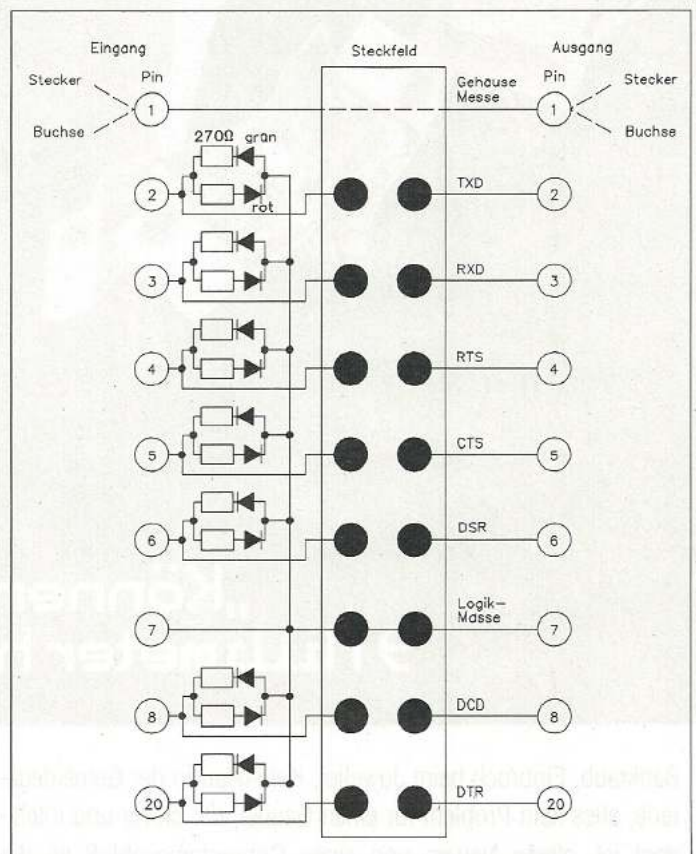 Eingang Steckfeld Ausgang
Stecker Pin Gehäuse Pin Stecker
Messe
1 1
Buchse Buchse
270Ω grün
2 TXD 2
rot
3 RXD 3
4 RTS 4
5 CTS 5
6 DSR 6
Logik-
7 Masse 7
8 DCD 8
20 DTR 20